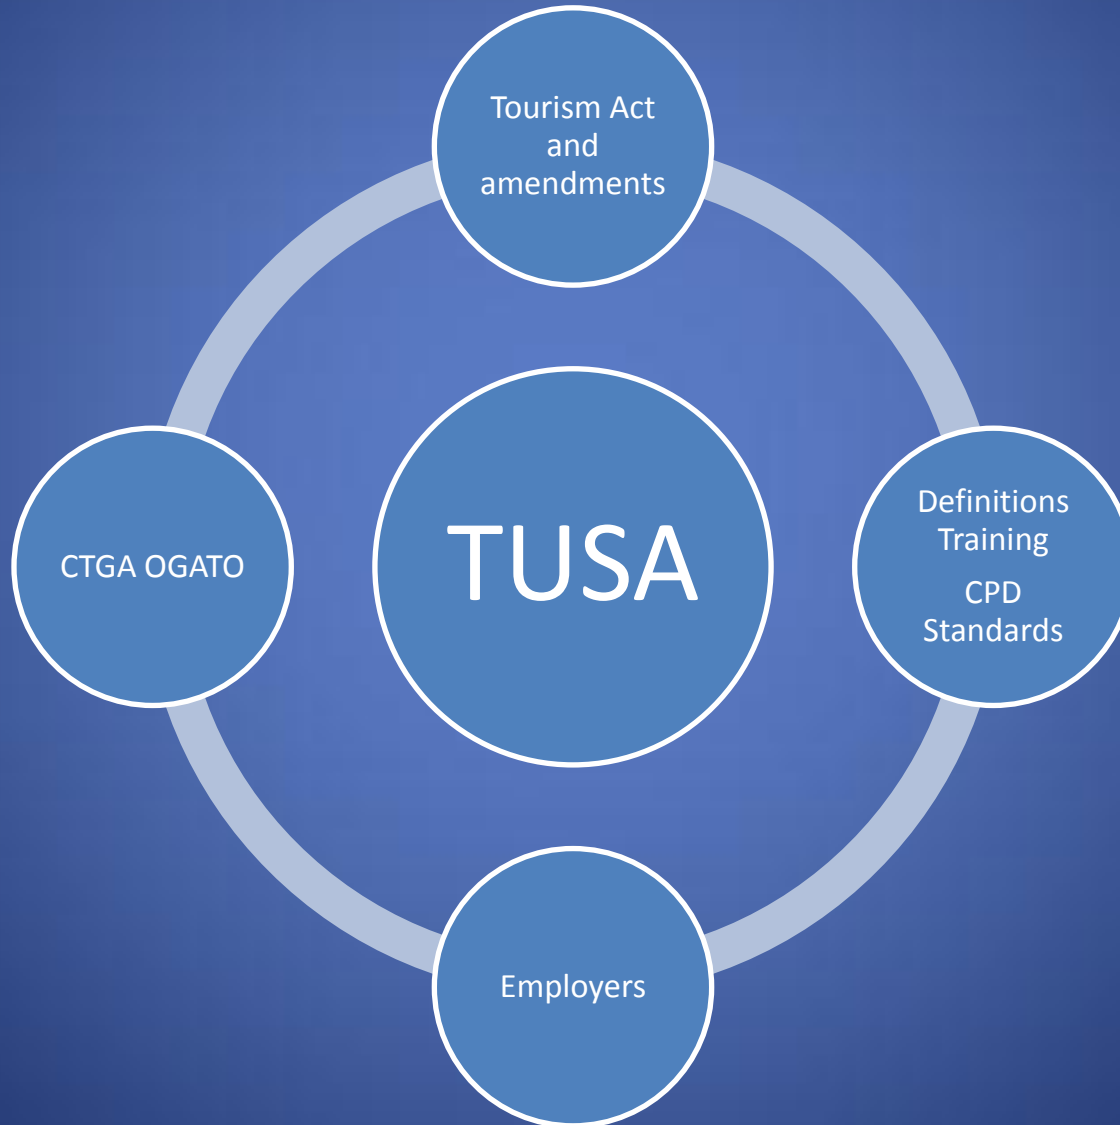 Tourism Act
and
amendments
TUSA
Definitions
Training
CPD
Standards
Employers
CTGA OGATO